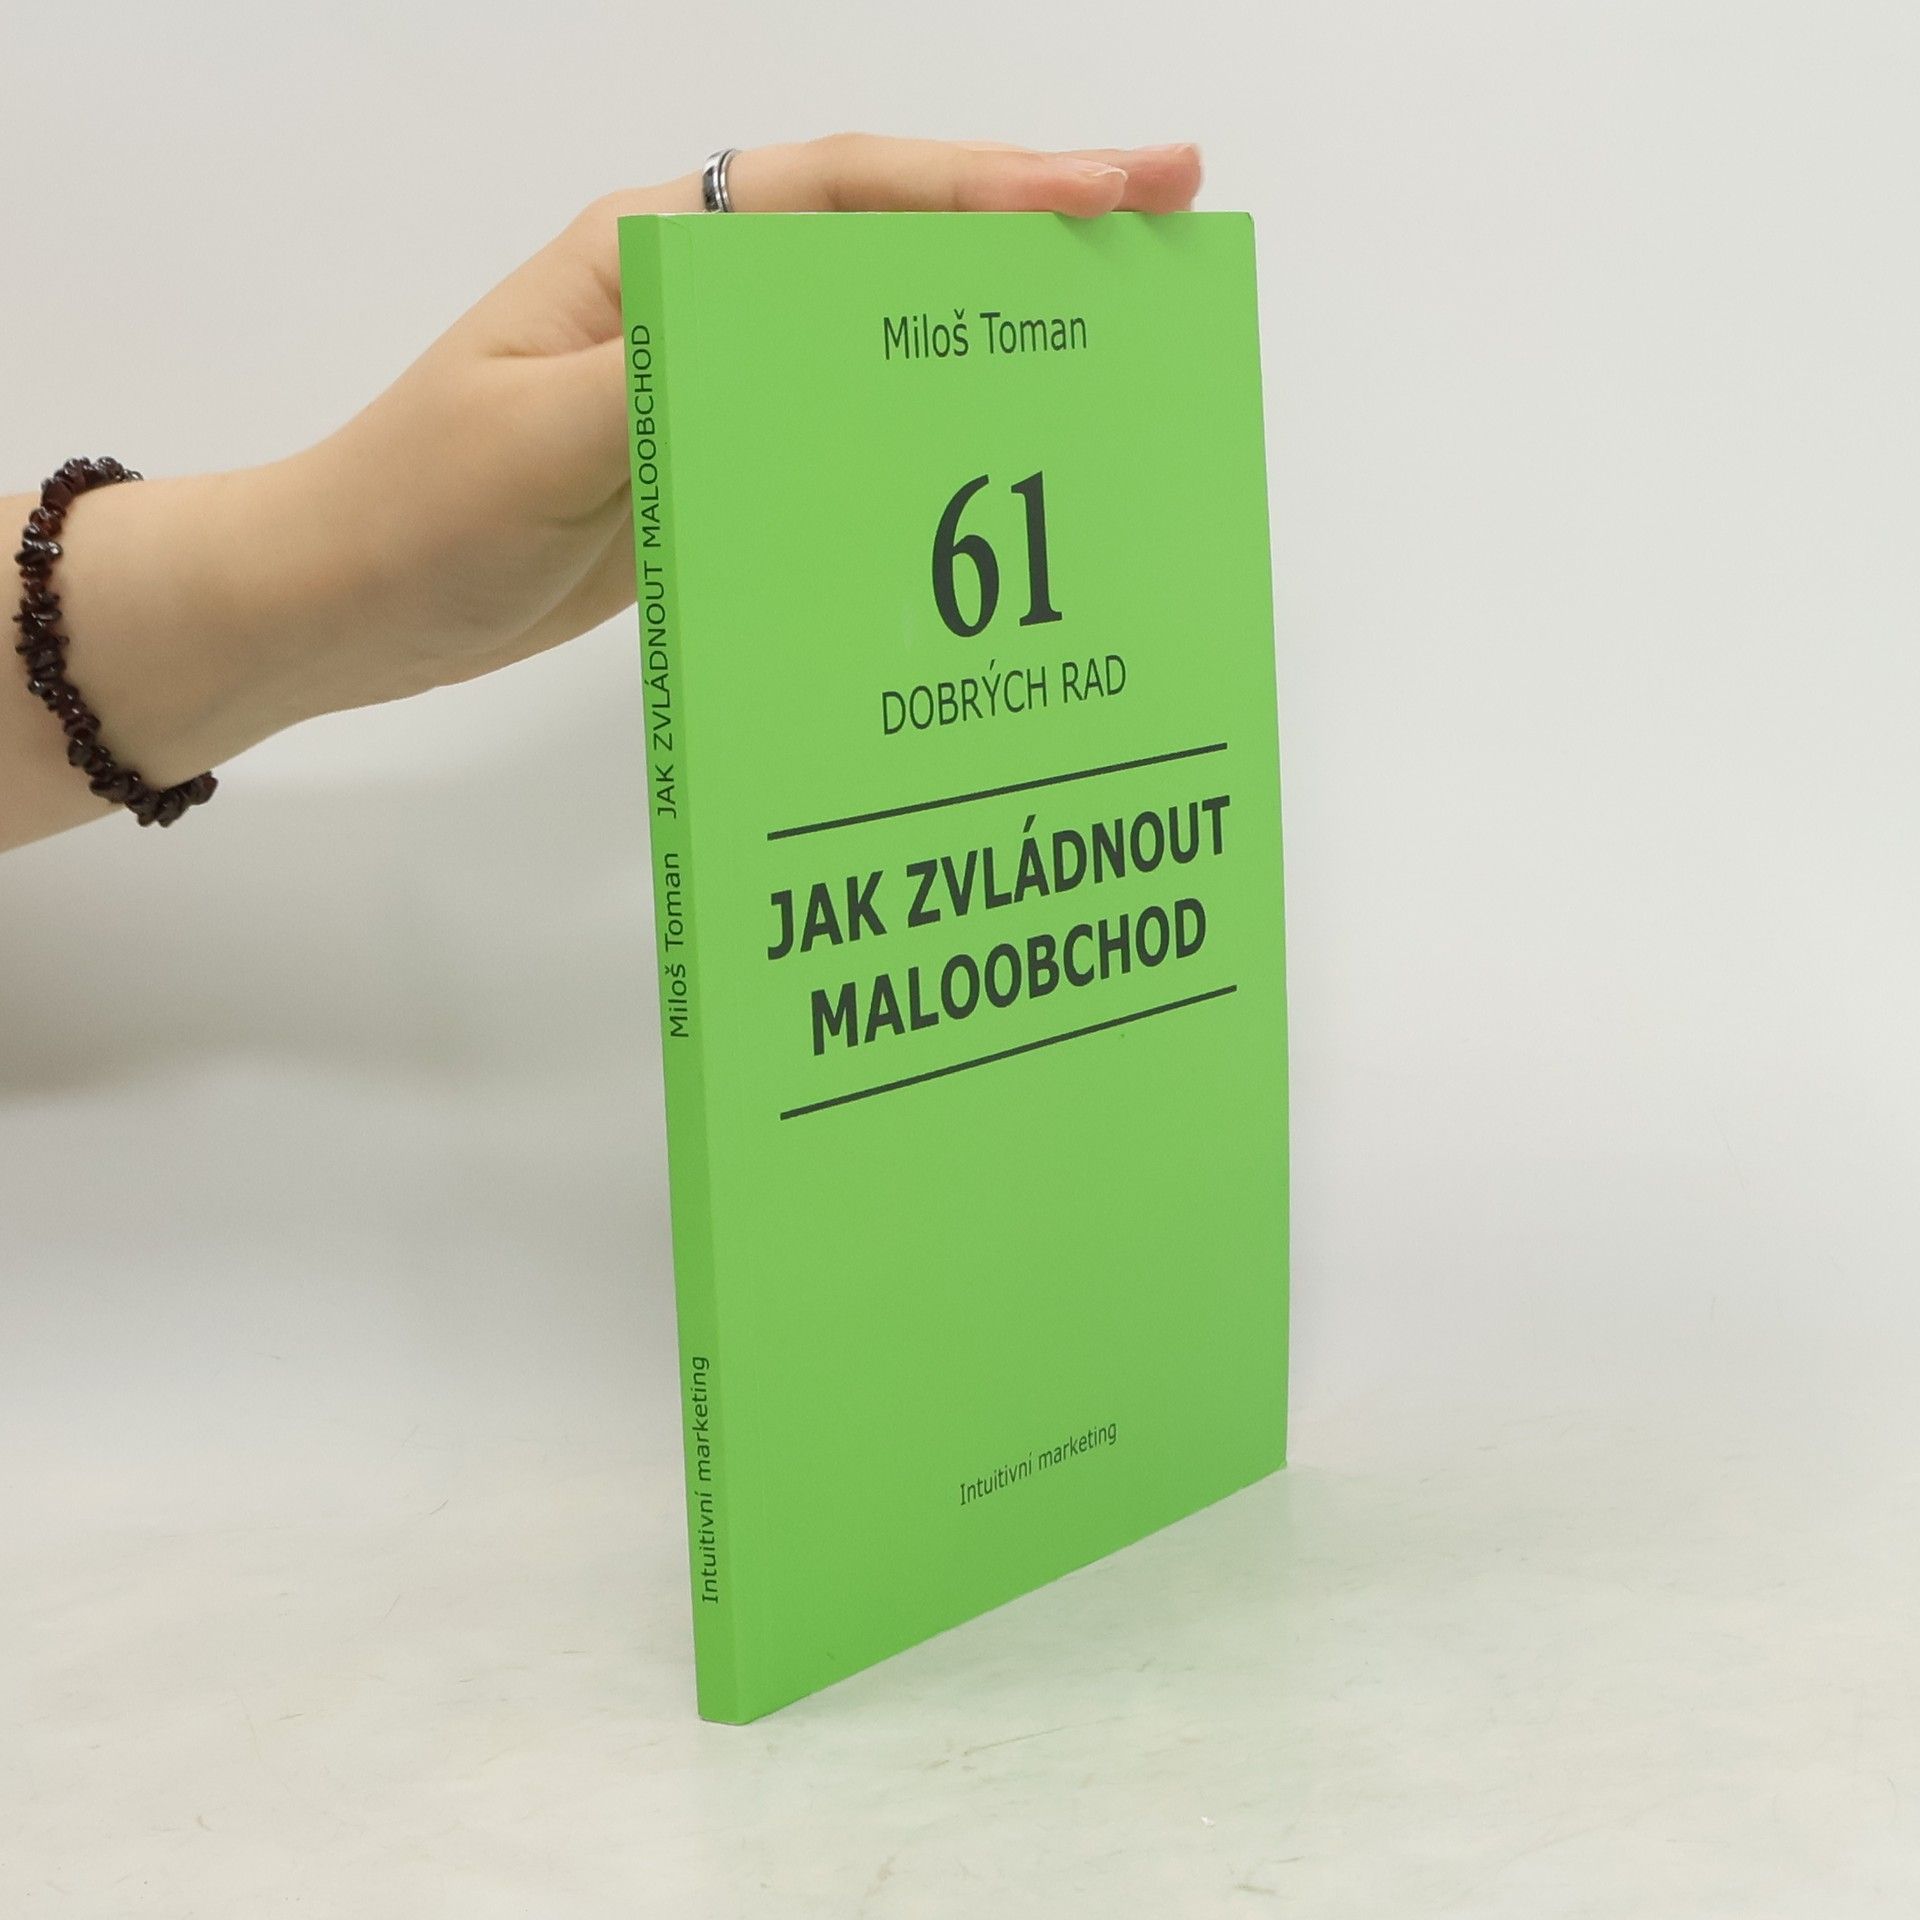 Miloš Toman
61
DOBRÝCH RAD
JAK ZVLÁDNOUT
MALOOBCHOD
Intuitivní marketing
Intuitivní marketing Miloš Toman JAK ZVLÁDNOUT MALOOBCHOD